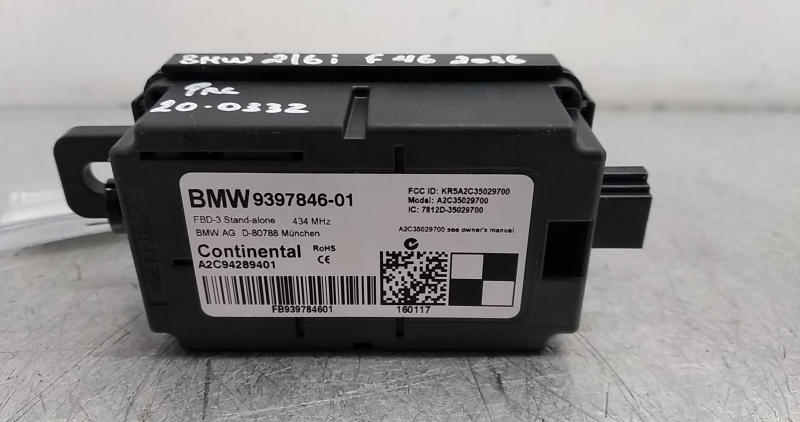 BMW 216i F46 2016
20-0332
BMW 9397846-01
FBD-3 Stand-alone 434 MHz
BMW AG D-80788 München
Continental RoHS
CE
A2C94289401
FB939784601
FCC ID: KR5A2C35029700
Model: A2C35029700
IC: 7812D-35029700
A2C35029700 see owner's manual
160117